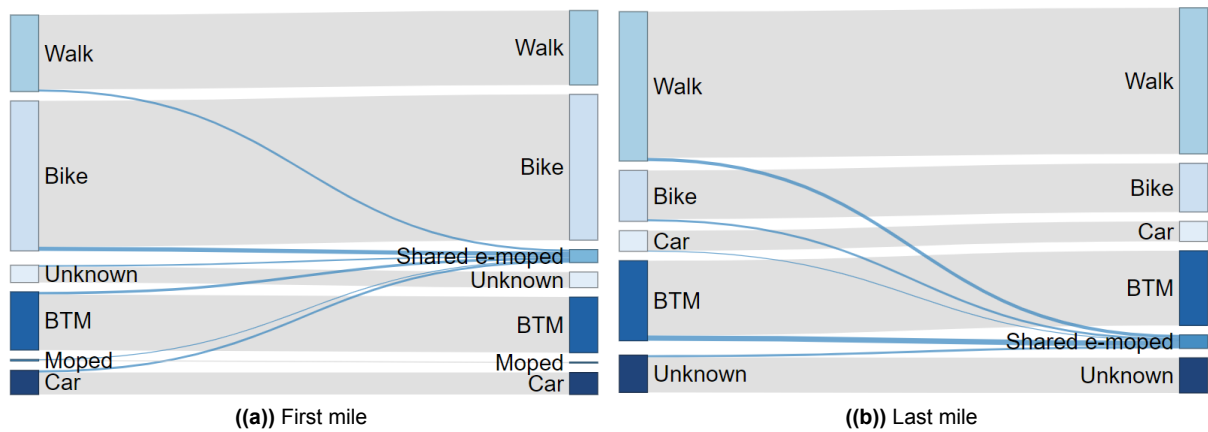 Walk
Walk
Bike
Bike
Shared e-moped
Unknown
Unknown
BTM
BTM
Moped
Moped
Car
Car
((a) First mile
Walk
Walk
Bike
Bike
Car
Car
BTM
BTM
Shared e-moped
Unknown
Unknown
((b) Last mile